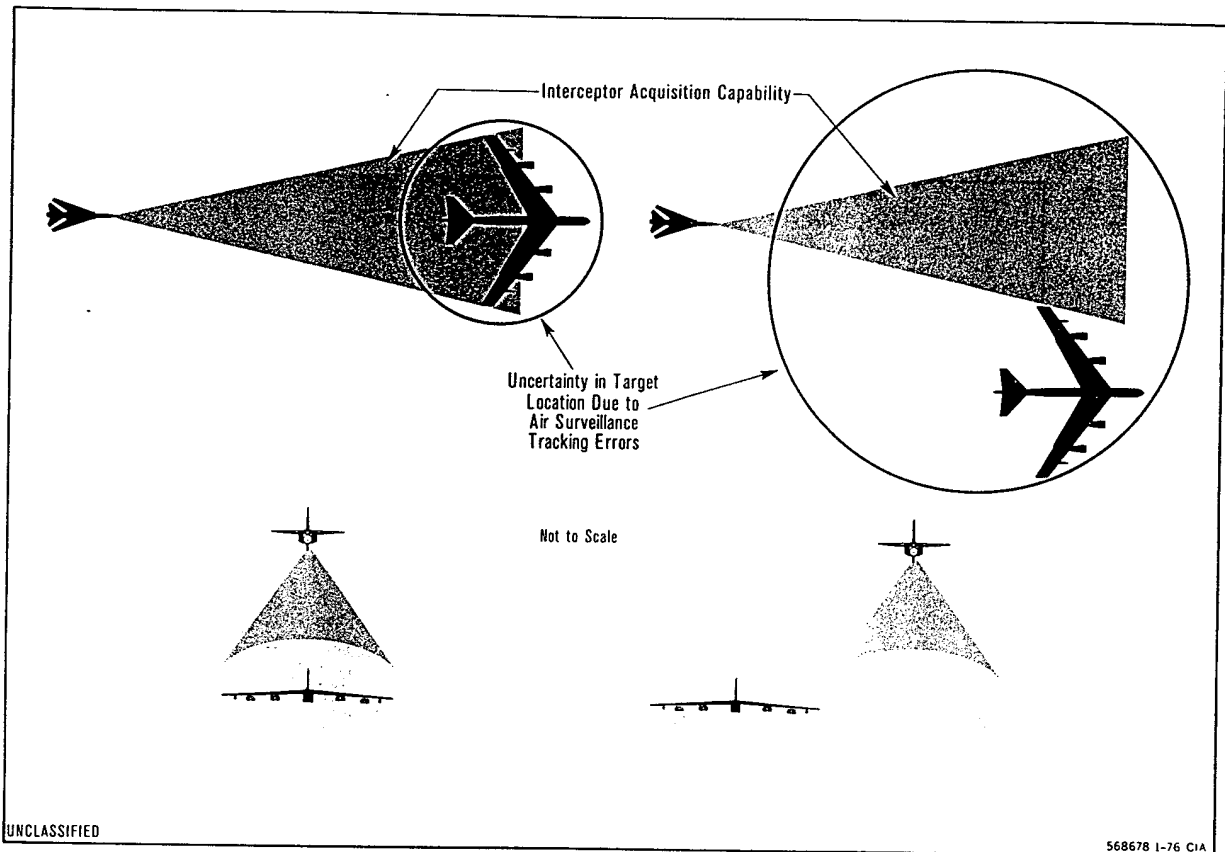 Interceptor Acquisition Capability
Uncertainty in Target
Location Due to
Air Surveillance
Tracking Errors
Not to Scale
UNCLASSIFIED
568678 1-76 CIA